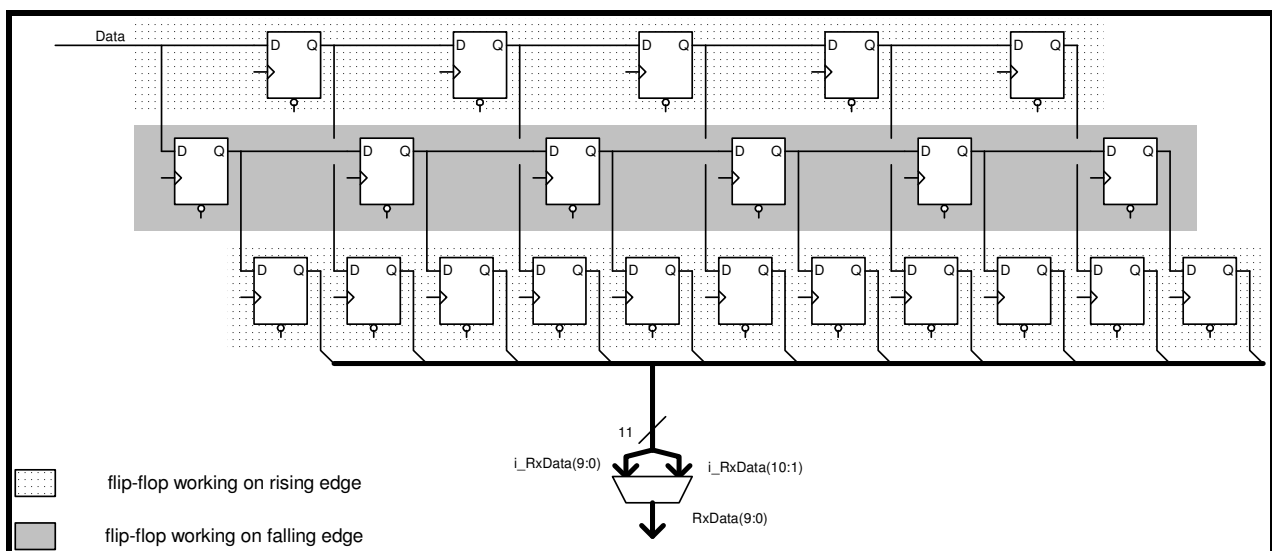 Data
D Q D Q D Q D Q D Q
D Q D Q D Q D Q D Q D Q
D Q D Q D Q D Q D Q D Q D Q D Q D Q D Q D Q
11
i_RxData(9:0) i_RxData(10:1)
flip-flop working on rising edge
RxData(9:0)
flip-flop working on falling edge